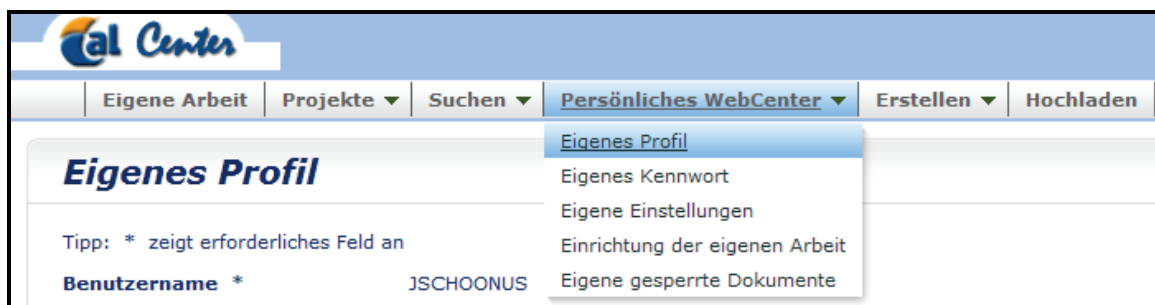 Cal Center
Eigene Arbeit Projekte Suchen Persönliches WebCenter Erstellen Hochladen
Eigenes Profil
Eigenes Kennwort
Eigene Einstellungen
Einrichtung der eigenen Arbeit
Eigene gesperrte Dokumente
Eigenes Profil
Tipp: * zeigt erforderliches Feld an
Benutzername * JSCHOONUS